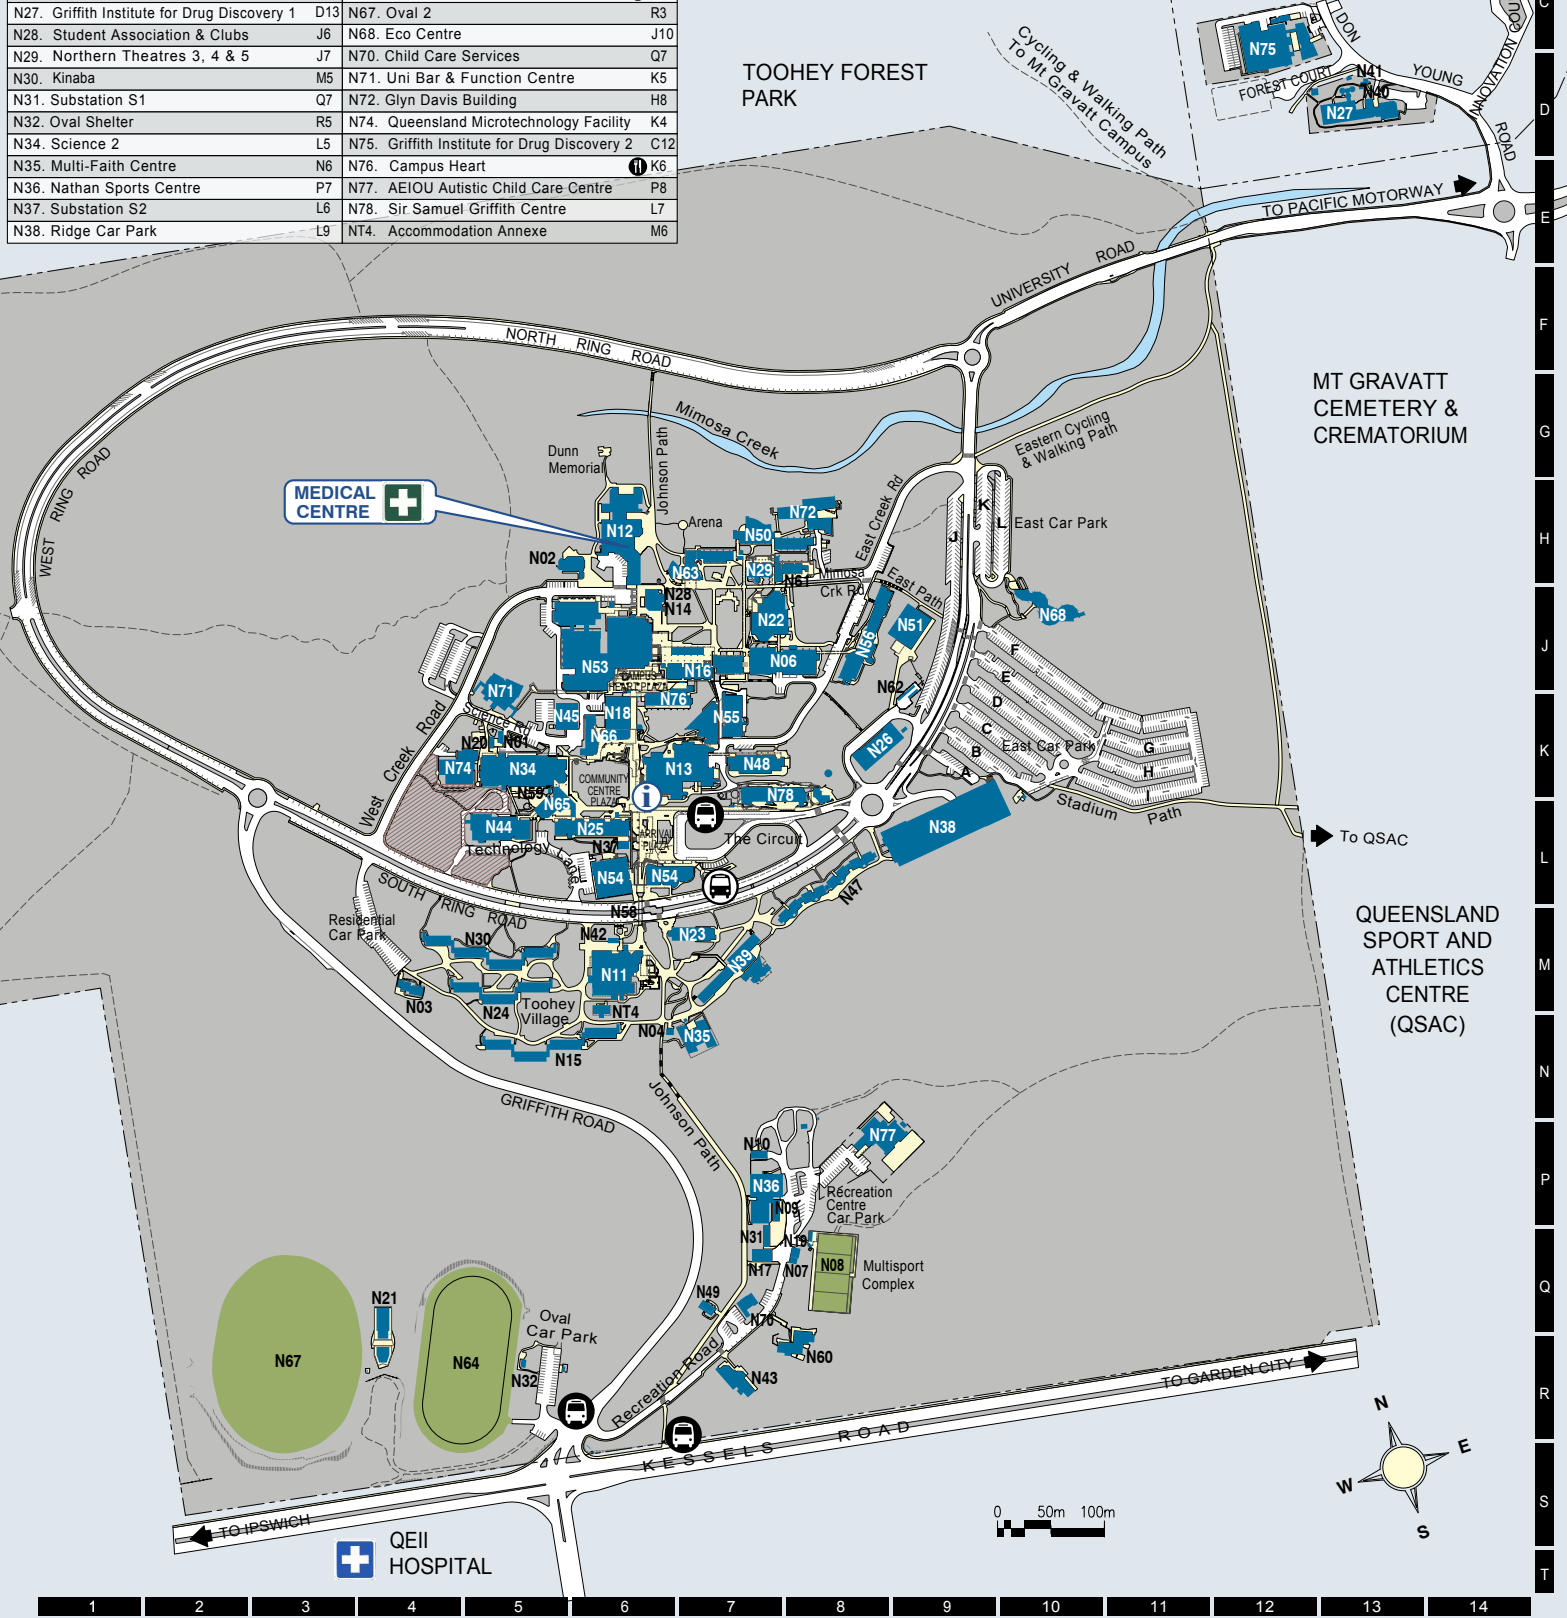 N27. Griffith Institute for Drug Discovery 1 D13
N28. Student Association & Clubs J6
N29. Northern Theatres 3, 4 & 5 J7
N30. Kinaba M5
N31. Substation S1 Q7
N32. Oval Shelter R5
N34. Science 2 L5
N35. Multi-Faith Centre N6
N36. Nathan Sports Centre P7
N37. Substation S2 L6
N38. Ridge Car Park L9
N67. Oval 2 R3
N68. Eco Centre J10
N70. Child Care Services Q7
N71. Uni Bar & Function Centre K5
N72. Glyn Davis Building H8
N74. Queensland Microtechnology Facility K4
N75. Griffith Institute for Drug Discovery 2 C12
N76. Campus Heart K6
N77. AEIOU Autistic Child Care Centre P8
N78. Sir Samuel Griffith Centre L7
NT4. Accommodation Annexe M6
TOOHEY FOREST
PARK
Cycling & Walking Path
To Mt Gravatt Campus
N75
DON
YOUNG
ROAD
FOREST COURT
N41
N40
N27
TO PACIFIC MOTORWAY
UNIVERSITY ROAD
NORTH RING ROAD
WEST RING ROAD
MT GRAVATT
CEMETERY &
CREMATORIUM
Mimosa Creek
Eastern Cycling
& Walking Path
Dunn
Memorial
Johnson Path
MEDICAL
CENTRE
N12
Arena
N72
N50
East Creek Rd
K
L
J
East Car Park
N02
N63
N29
N61
Mimosa
Crk Rd
East Path
N28
N14
N22
N51
N56
N68
N53
N16
N06
CAMPUS
HEART PLAZA
N71
N62
N76
N45
N18
N55
N66
Science Rd
West Creek Road
N20
N61
N74
N34
N13
N48
N26
F
E
D
C
B
A
G
H
I
East Car Park
COMMUNITY
CENTRE
PLAZA
N59
N65
N78
Stadium Path
N44
N25
Technology Lane
N37
ARRIVAL
PLAZA
The Circuit
N38
To QSAC
N54
N54
N47
SOUTH RING ROAD
Residential
Car Park
N58
N30
N42
N23
N39
QUEENSLAND
SPORT AND
ATHLETICS
CENTRE
(QSAC)
N11
N03
N24
Toohey
Village
NT4
N04
N35
N15
GRIFFITH ROAD
Johnson Path
N10
N77
N36
Recreation
Centre
Car Park
N09
N31
N19
N17
N07
N08
Multisport
Complex
N21
N49
N70
Oval
Car Park
N67
N64
N32
N60
N43
Recreation Road
TO GARDEN CITY
KESSELS ROAD
TO IPSWICH
QEII
HOSPITAL
N
E
W
S
0 50m 100m
C
D
E
F
G
H
J
K
L
M
N
P
Q
R
S
T
1 2 3 4 5 6 7 8 9 10 11 12 13 14